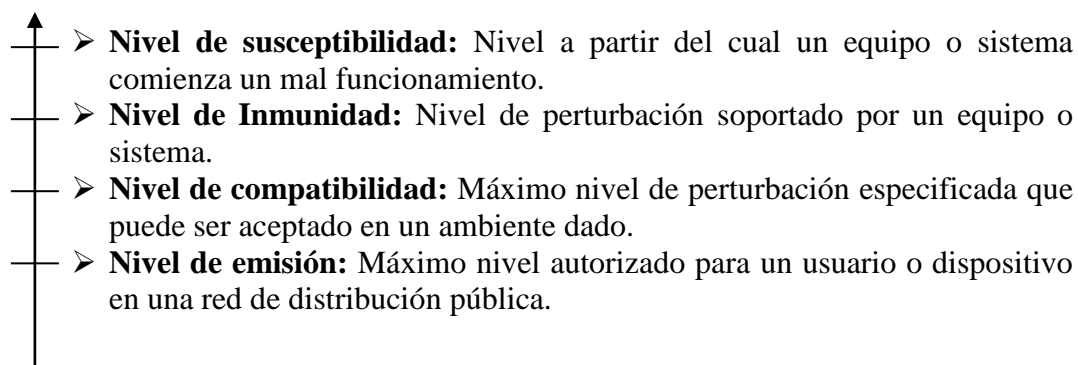 ➢ Nivel de susceptibilidad: Nivel a partir del cual un equipo o sistema
comienza un mal funcionamiento.
➢ Nivel de Inmunidad: Nivel de perturbación soportado por un equipo o
sistema.
➢ Nivel de compatibilidad: Máximo nivel de perturbación especificada que
puede ser aceptado en un ambiente dado.
➢ Nivel de emisión: Máximo nivel autorizado para un usuario o dispositivo
en una red de distribución pública.